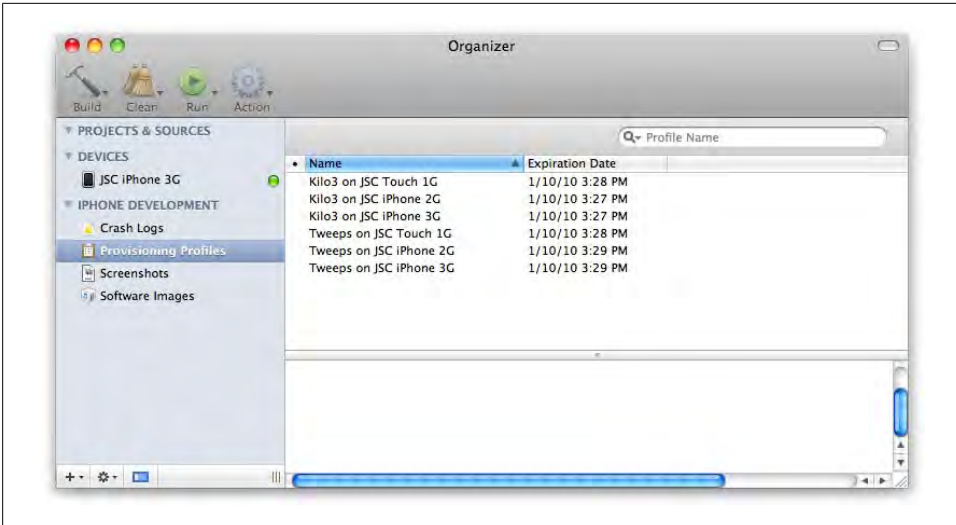 Organizer
Build Clean Run Action
PROJECTS & SOURCES
DEVICES
JSC iPhone 3G
IPHONE DEVELOPMENT
Crash Logs
Provisioning Profiles
Screenshots
Software Images
Profile Name
• Name Expiration Date
Kilo3 on JSC Touch 1G 1/10/10 3:28 PM
Kilo3 on JSC iPhone 2G 1/10/10 3:27 PM
Kilo3 on JSC iPhone 3G 1/10/10 3:27 PM
Tweeps on JSC Touch 1G 1/10/10 3:28 PM
Tweeps on JSC iPhone 2G 1/10/10 3:29 PM
Tweeps on JSC iPhone 3G 1/10/10 3:29 PM